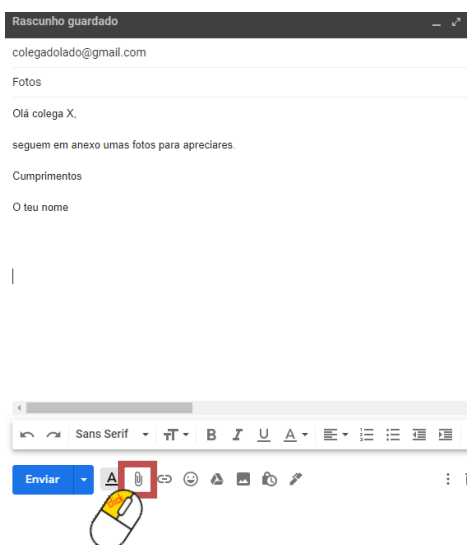 Rascunho guardado
colegadolado@gmail.com
Fotos
Olá colega X,
seguem em anexo umas fotos para apreciares.
Cumprimentos
O teu nome
Sans Serif
B I U A
Enviar A
Click